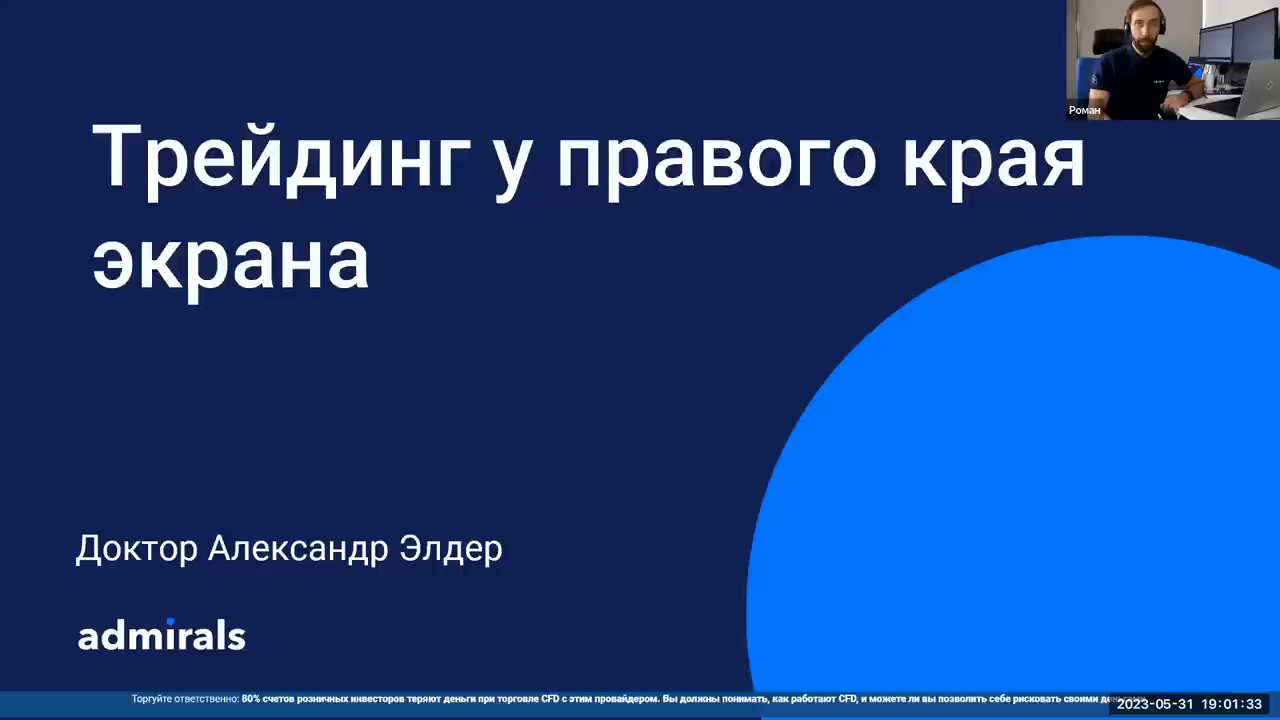 Роман
Трейдинг у правого края
экрана
Доктор Александр Элдер
admirals
Торгуйте ответственно: 80% счетов розничных инвесторов теряют деньги при торговле CFD с этим провайдером. Вы должны понимать, как работают CFD, и можете ли вы позволить себе рисковать своими
2023-05-31 19:01:33